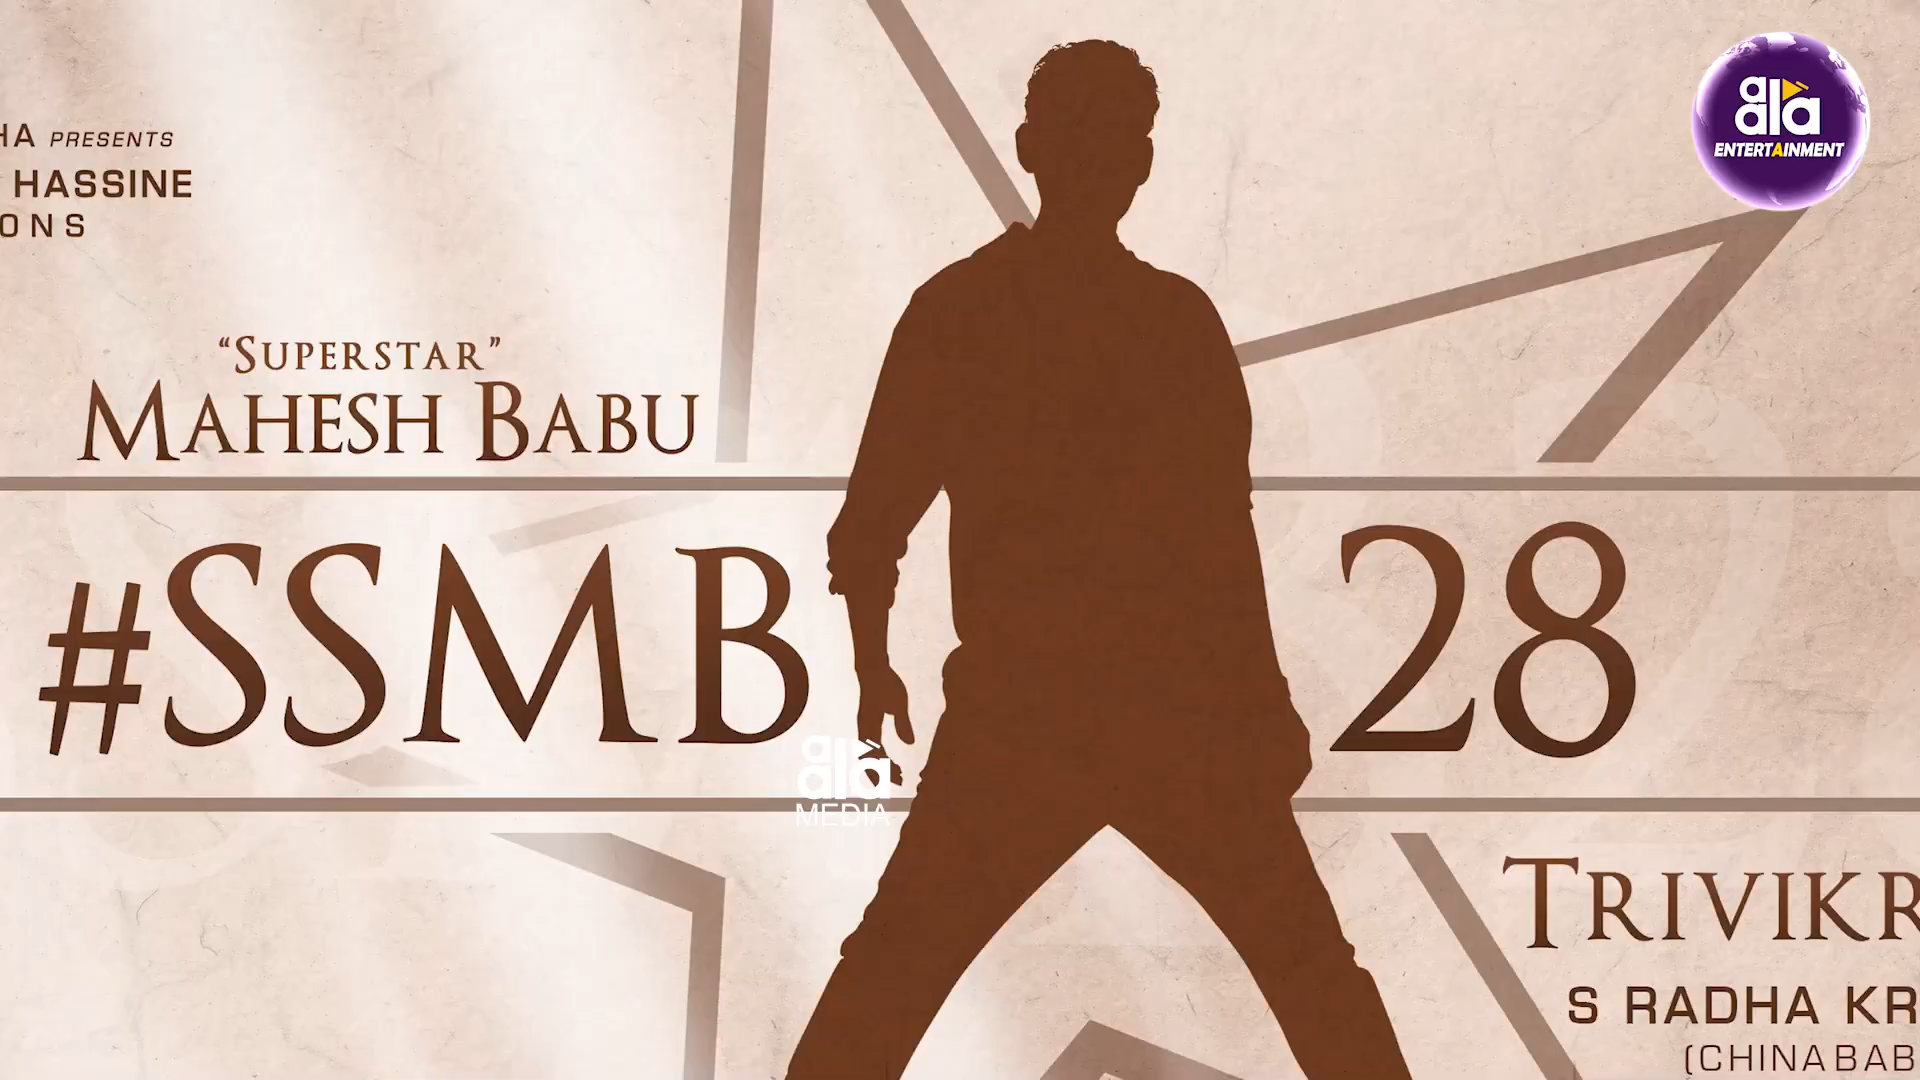 HA PRESENTS
HASSINE
ONS
ala
ENTERTAINMENT
“SUPERSTAR”
MAHESH BABU
#SSMB 28
ala
MEDIA
TRIVIKR
S RADHA KR
(CHINABAB